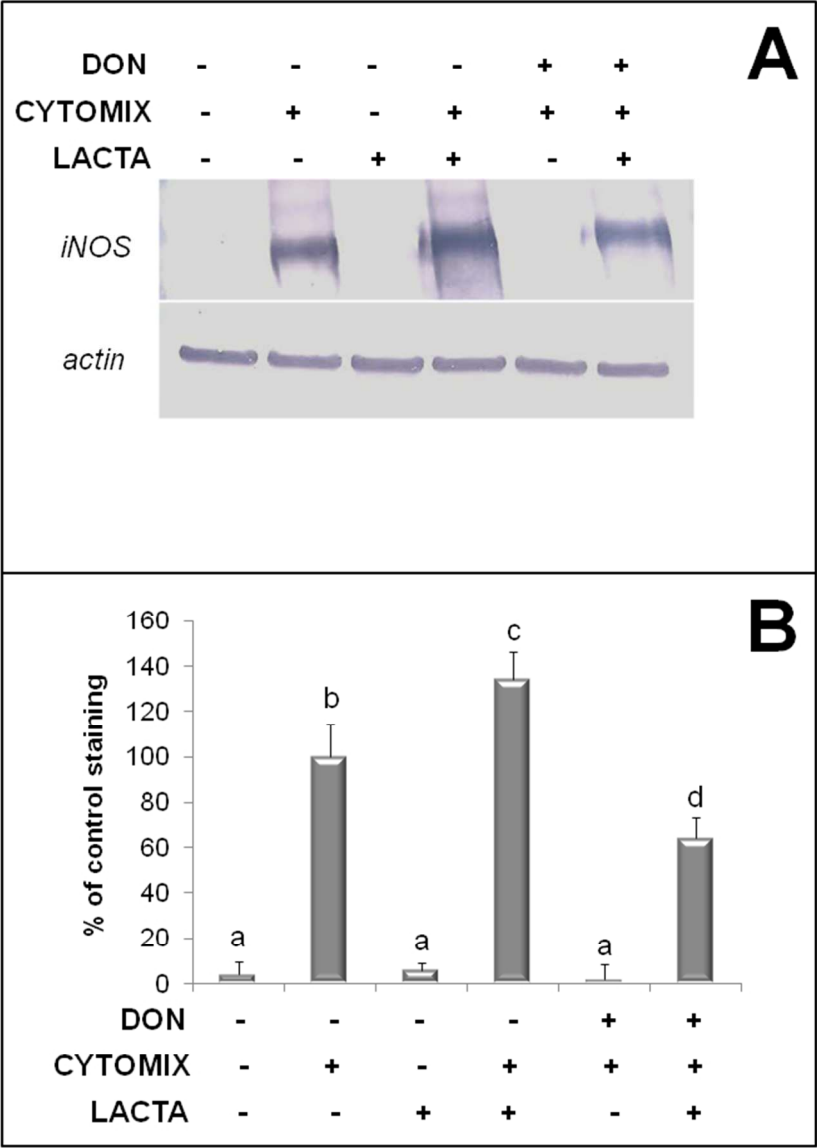 A
DON - - - - + +
CYTOMIX - + - + + +
LACTA - - + + - +
iNOS
actin
B
% of control staining
160
140
120
100
80
60
40
20
0
a b a c a d
DON - - - - + +
CYTOMIX - + - + + +
LACTA - - + + - +